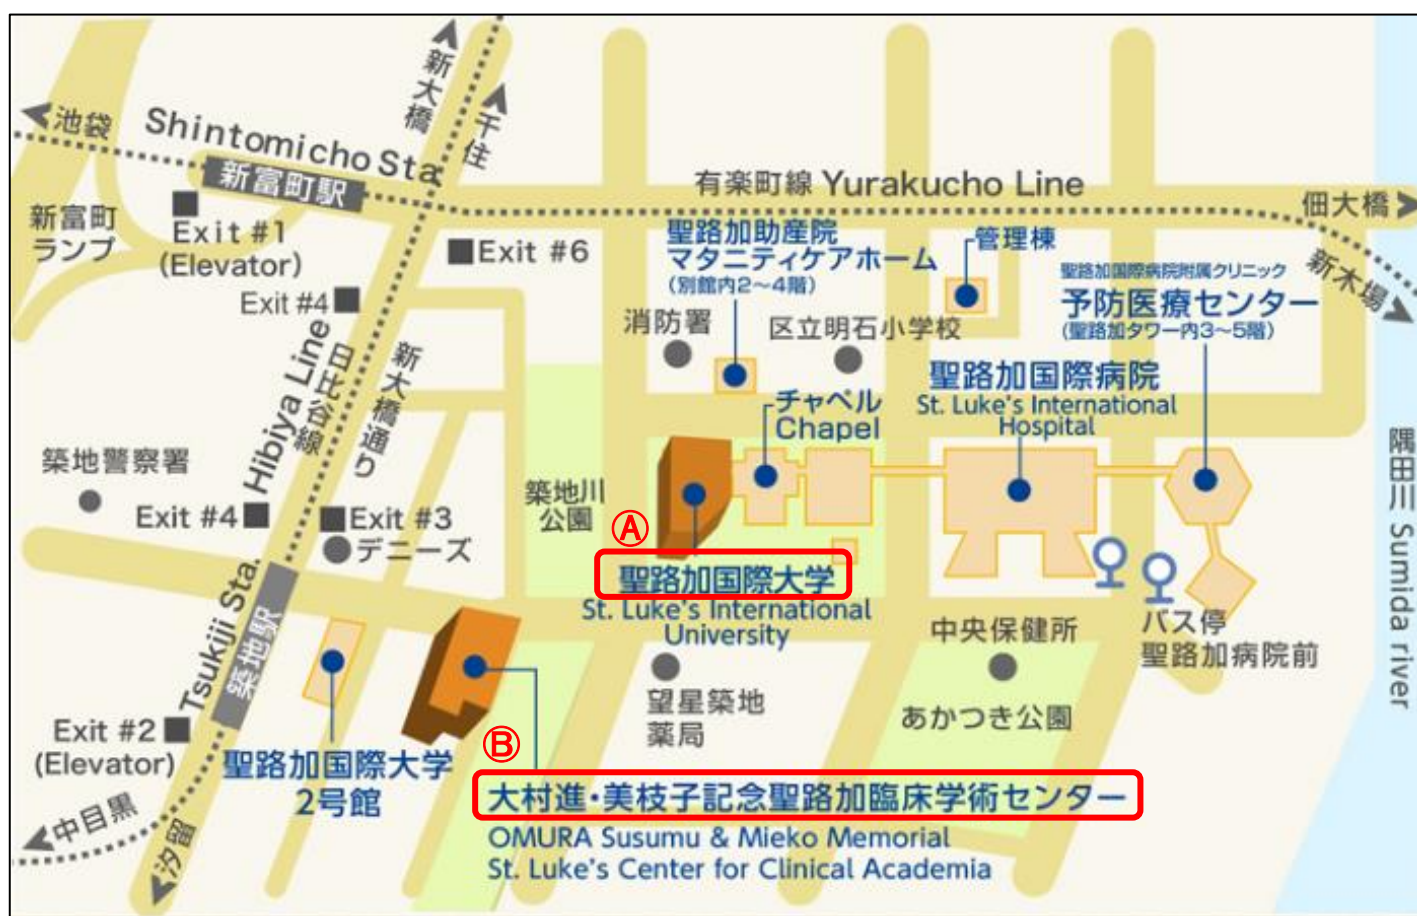 新大橋
千住
池袋
Shintomicho Sta.
新富町駅
有楽町線 Yurakucho Line
佃大橋
新木場
新富町
ランプ
Exit #1
(Elevator)
Exit #6
聖路加助産院
マタニティケアホーム
(別館内2～4階)
管理棟
聖路加国際病院附属クリニック
予防医療センター
(聖路加タワー内3～5階)
Exit #4
消防署
区立明石小学校
Hibiya Line
日比谷線
新大橋通り
聖路加国際病院
St. Luke's International
Hospital
チャペル
Chapel
築地警察署
築地川
公園
Exit #4
Exit #3
デニーズ
隅田川 Sumida river
Ⓐ
聖路加国際大学
St. Luke's International
University
Tsukiji Sta.
築地駅
中央保健所
バス停
聖路加病院前
望星築地
薬局
あかつき公園
Exit #2
(Elevator)
聖路加国際大学
2号館
Ⓑ
大村進・美枝子記念聖路加臨床学術センター
OMURA Susumu & Mieko Memorial
St. Luke's Center for Clinical Academia
中目黒
汐留